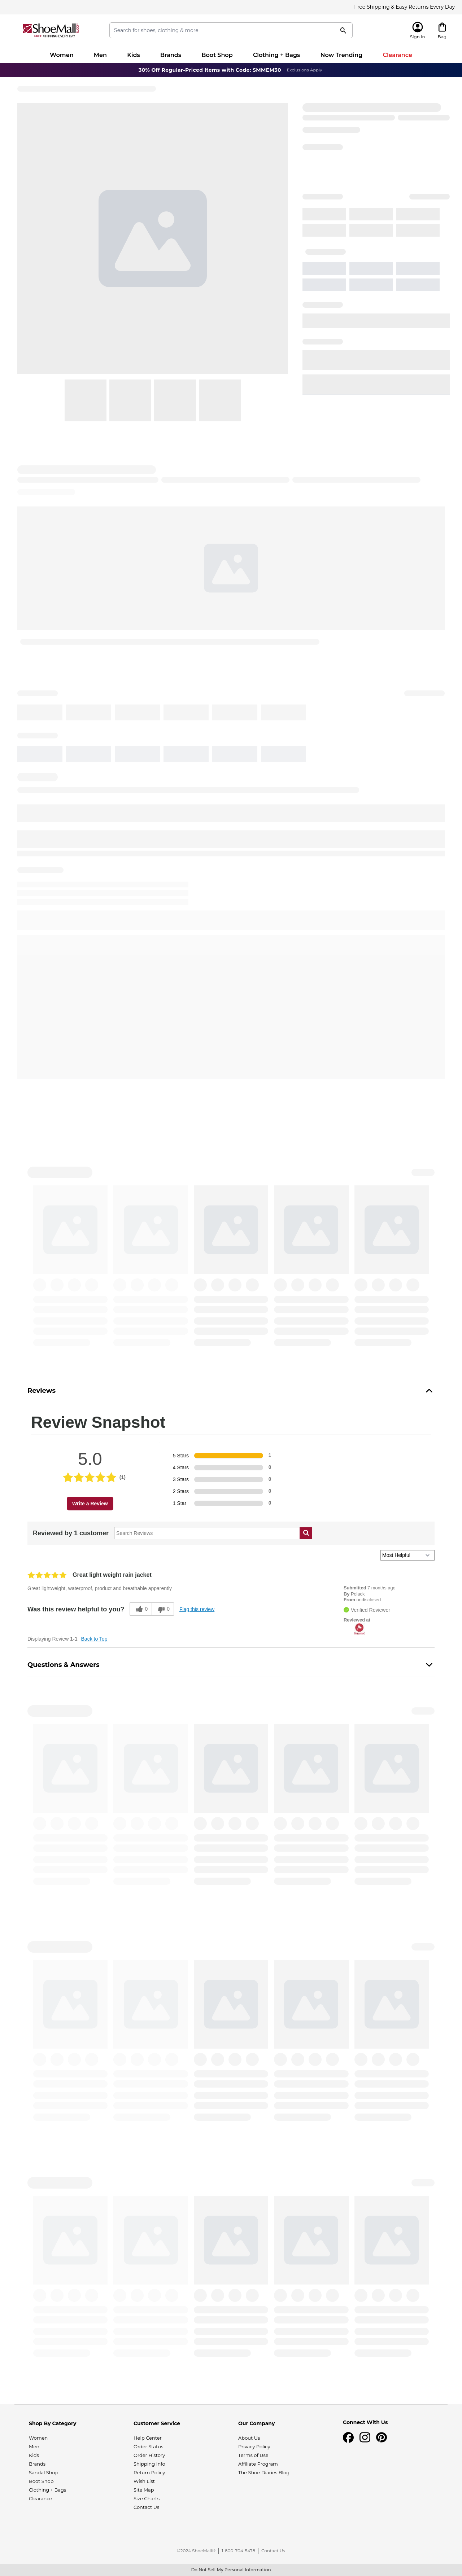 Free Shipping & Easy Returns Every Day
ShoeMall
FREE SHIPPING EVERY DAY
Search for shoes, clothing & more
Sign In
Bag
Women
Men
Kids
Brands
Boot Shop
Clothing + Bags
Now Trending
Clearance
30% Off Regular-Priced Items with Code: SMMEM30 Exclusions Apply
Reviews
Review Snapshot
5.0
(1)
Write a Review
5 Stars 1
4 Stars 0
3 Stars 0
2 Stars 0
1 Star 0
Reviewed by 1 customer
Search Reviews
Most Helpful
Great light weight rain jacket
Great lightweight, waterproof, product and breathable apparently
Submitted 7 months ago
By Polack
From undisclosed
Verified Reviewer
Reviewed at
Was this review helpful to you? 0 0 Flag this review
Displaying Review 1-1 Back to Top
Questions & Answers
Shop By Category
Women
Men
Kids
Brands
Sandal Shop
Boot Shop
Clothing + Bags
Clearance
Customer Service
Help Center
Order Status
Order History
Shipping Info
Return Policy
Wish List
Site Map
Size Charts
Contact Us
Our Company
About Us
Privacy Policy
Terms of Use
Affiliate Program
The Shoe Diaries Blog
Connect With Us
©2024 ShoeMall® | 1-800-704-5478 | Contact Us
Do Not Sell My Personal Information